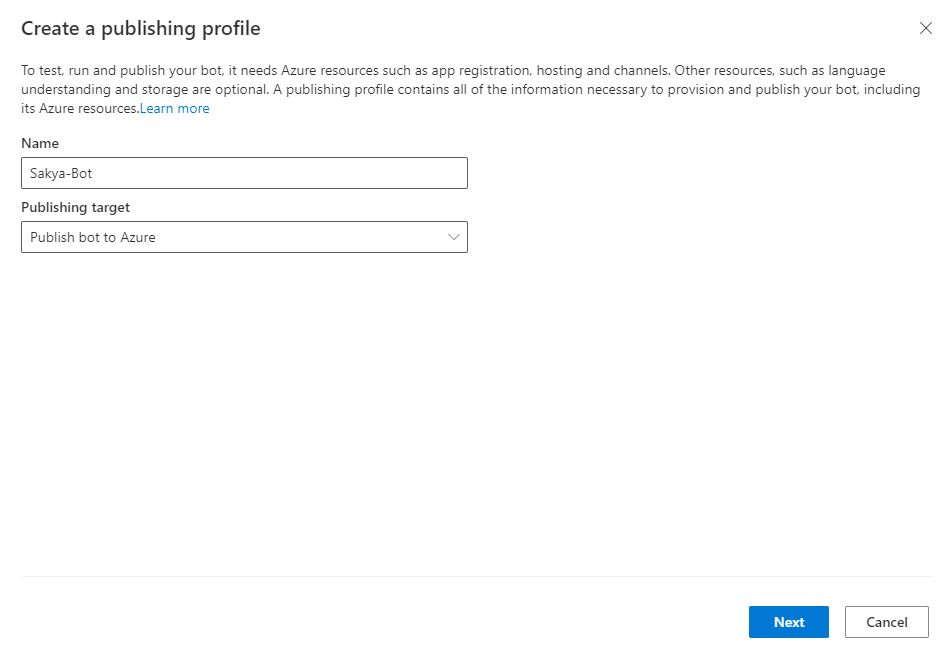 Create a publishing profile
To test, run and publish your bot, it needs Azure resources such as app registration, hosting and channels. Other resources, such as language
understanding and storage are optional. A publishing profile contains all of the information necessary to provision and publish your bot, including
its Azure resources.Learn more
Name
Sakya-Bot
Publishing target
Publish bot to Azure
Next
Cancel